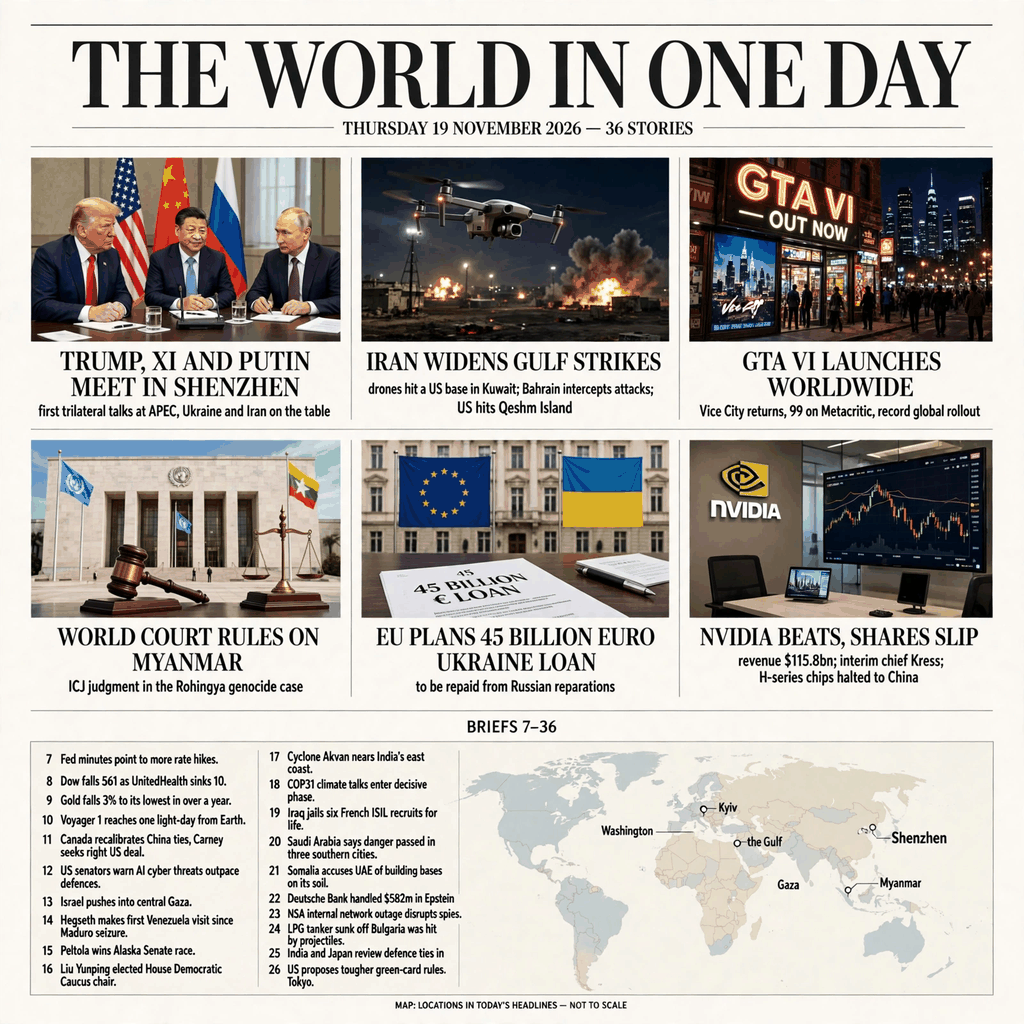 THE WORLD IN ONE DAY
THURSDAY 19 NOVEMBER 2026 — 36 STORIES
GTA VI
— OUT NOW
TRUMP, XI AND PUTIN
MEET IN SHENZHEN
first trilateral talks at APEC, Ukraine and Iran on the table
IRAN WIDENS GULF STRIKES
drones hit a US base in Kuwait; Bahrain intercepts attacks;
US hits Qeshm Island
GTA VI LAUNCHES
WORLDWIDE
Vice City returns, 99 on Metacritic, record global rollout
45
45 BILLION
€ LOAN
NVIDIA
WORLD COURT RULES ON
MYANMAR
ICJ judgment in the Rohingya genocide case
EU PLANS 45 BILLION EURO
UKRAINE LOAN
to be repaid from Russian reparations
NVIDIA BEATS, SHARES SLIP
revenue $115.8bn; interim chief Kress;
H-series chips halted to China
BRIEFS 7–36
7 Fed minutes point to more rate hikes.
8 Dow falls 561 as UnitedHealth sinks 10.
9 Gold falls 3% to its lowest in over a year.
10 Voyager 1 reaches one light-day from Earth.
11 Canada recalibrates China ties, Carney
seeks right US deal.
12 US senators warn AI cyber threats outpace
defences.
13 Israel pushes into central Gaza.
14 Hegseth makes first Venezuela visit since
Maduro seizure.
15 Peltola wins Alaska Senate race.
16 Liu Yunping elected House Democratic
Caucus chair.
17 Cyclone Akvan nears India's east
coast.
18 COP31 climate talks enter decisive
phase.
19 Iraq jails six French ISIL recruits for
life.
20 Saudi Arabia says danger passed in
three southern cities.
21 Somalia accuses UAE of building bases
on its soil.
22 Deutsche Bank handled $582m in Epstein
23 NSA internal network outage disrupts spies.
24 LPG tanker sunk off Bulgaria was hit
by projectiles.
25 India and Japan review defence ties in
26 US proposes tougher green-card rules.
Tokyo.
Kyiv
Washington
the Gulf
Shenzhen
Gaza
Myanmar
MAP: LOCATIONS IN TODAY'S HEADLINES — NOT TO SCALE